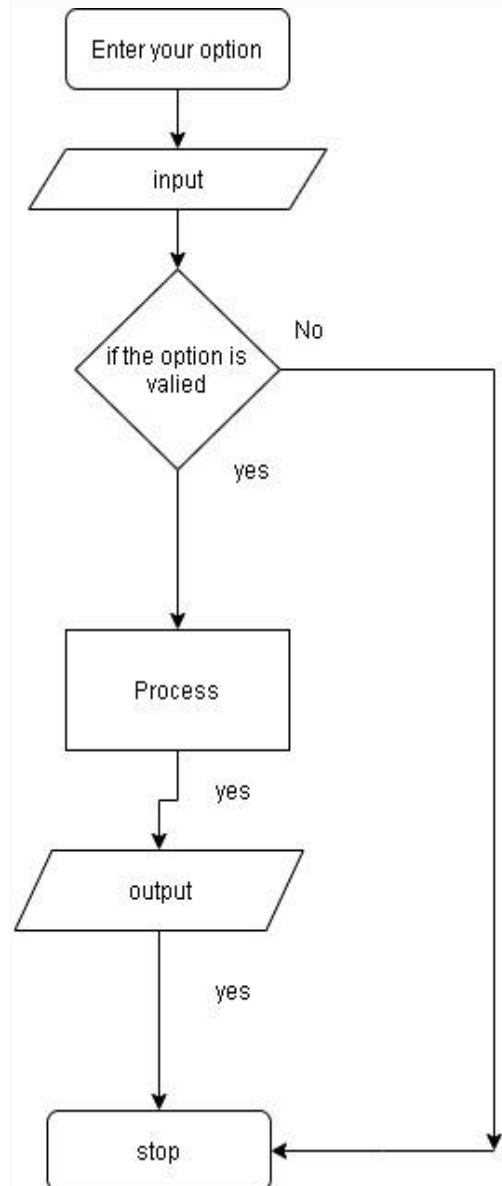 Enter your option
input
if the option is
valied
No
yes
Process
yes
output
yes
stop